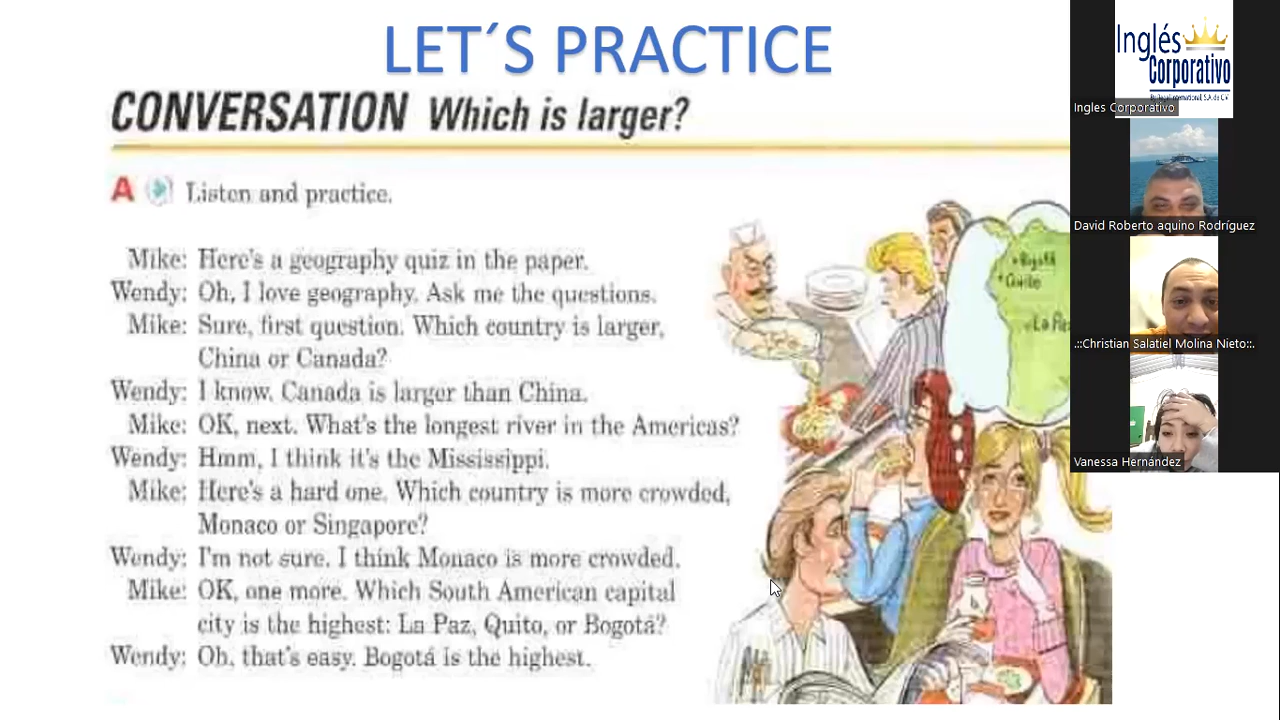 LET´S PRACTICE
CONVERSATION Which is larger?
A Listen and practice.
Mike: Here's a geography quiz in the paper.
Wendy: Oh, I love geography. Ask me the questions.
Mike: Sure, first question. Which country is larger,
China or Canada?
Wendy: I know. Canada is larger than China.
Mike: OK, next. What's the longest river in the Americas?
Wendy: Hmm, I think it's the Mississippi.
Mike: Here's a hard one. Which country is more crowded,
Monaco or Singapore?
Wendy: I'm not sure. I think Monaco is more crowded.
Mike: OK, one more. Which South American capital
city is the highest: La Paz, Quito, or Bogotá?
Wendy: Oh, that's easy. Bogotá is the highest.
Bogotá
Quito
La Paz
Inglés
Corporativo
Ingles Corporativo
David Roberto aquino Rodríguez
.::Christian Salatiel Molina Nieto::.
Vanessa Hernández